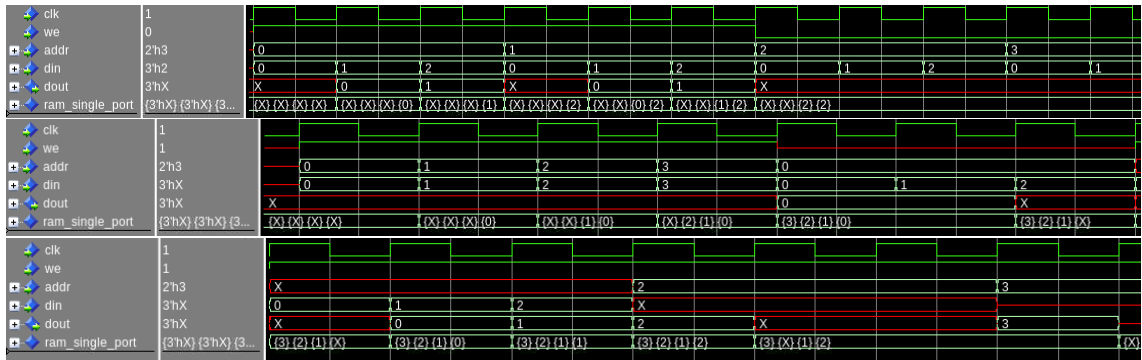 clk 1
we 0
addr 2'h3 0 1 2 3
din 3'h2 0 1 2 0 1 2 0 1 2 0 1
dout 3'hX X 0 1 X 0 1 X
ram_single_port {3'hX} {3'hX} {3... {X} {X} {X} {X} {X} {X} {X} {0} {X} {X} {X} {1} {X} {X} {X} {2} {X} {X} {0} {2} {X} {X} {1} {2} {X} {X} {2} {2}
clk 1
we 1
addr 2'h3 0 1 2 3 0
din 3'hX 0 1 2 3 0 1 2
dout 3'hX X 0 X
ram_single_port {3'hX} {3'hX} {3... {X} {X} {X} {X} {X} {X} {X} {0} {X} {X} {1} {0} {X} {2} {1} {0} {3} {2} {1} {0} {3} {2} {1} {X}
clk 1
we 1
addr 2'h3 X 2 3
din 3'hX 0 1 2 X
dout 3'hX X 0 1 2 X 3
ram_single_port {3'hX} {3'hX} {3... {3} {2} {1} {X} {3} {2} {1} {0} {3} {2} {1} {1} {3} {2} {1} {2} {3} {X} {1} {2} {X}